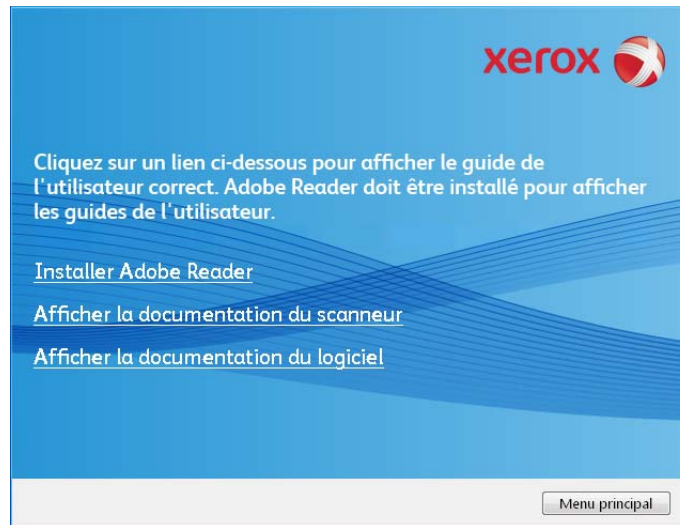 xerox
Cliquez sur un lien ci-dessous pour afficher le guide de
l'utilisateur correct. Adobe Reader doit être installé pour afficher
les guides de l'utilisateur.
Installer Adobe Reader
Afficher la documentation du scanneur
Afficher la documentation du logiciel
Menu principal